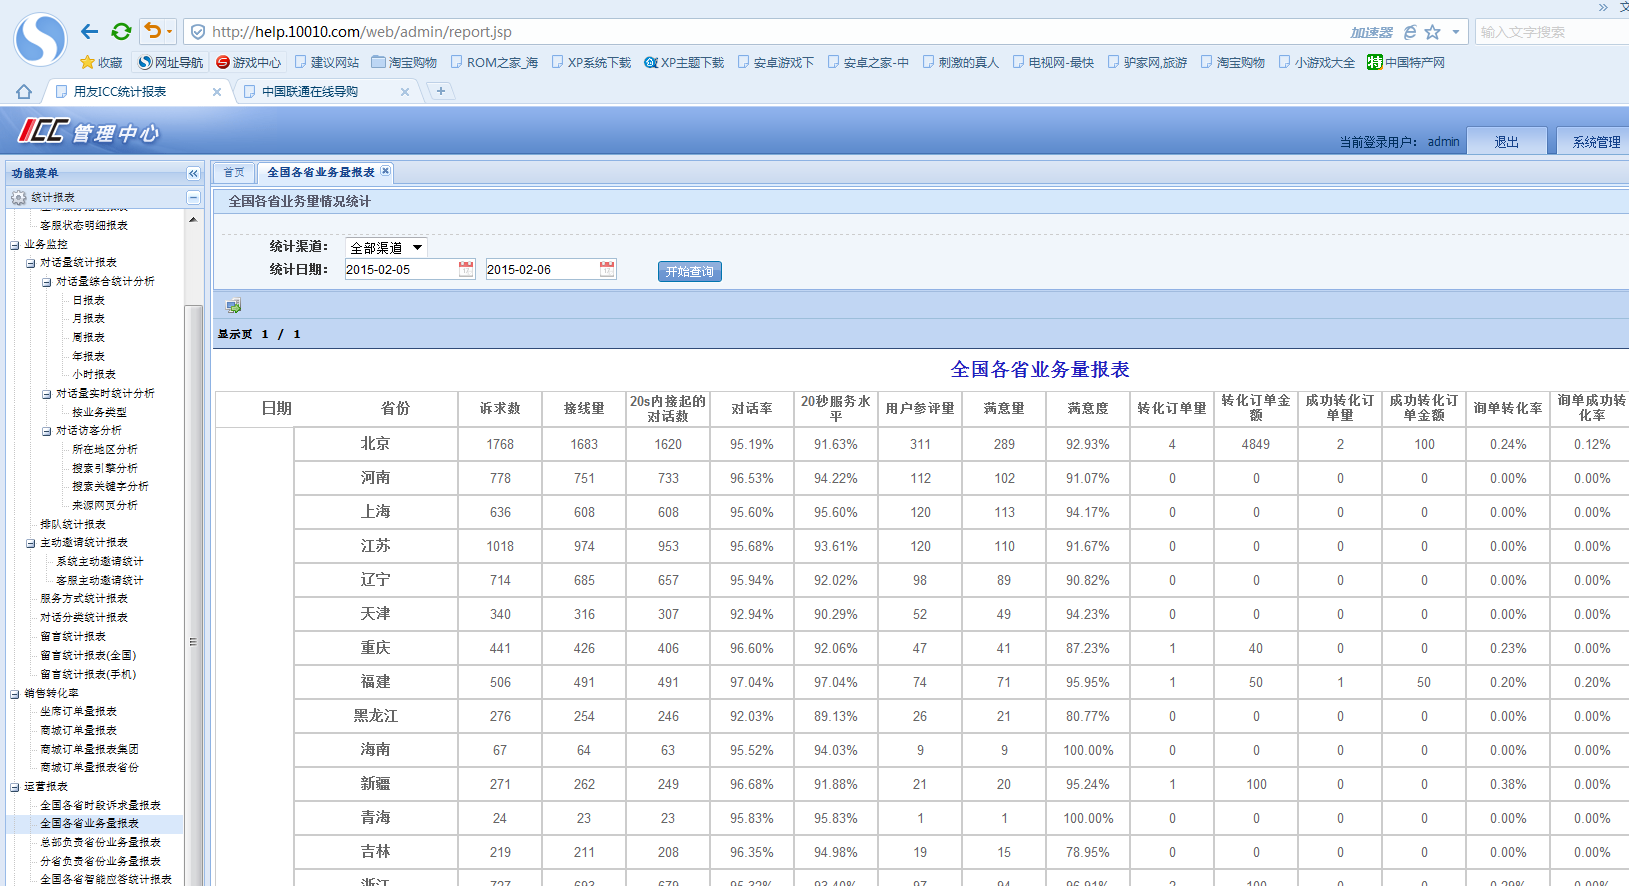 » 文
http://help.10010.com/web/admin/report.jsp 加速器 输入文字搜索
收藏 网址导航 游戏中心 建议网站 淘宝购物 ROM之家_海 XP系统下载 XP主题下载 安卓游戏下 安卓之家-中 刺激的真人 电视网-最快 驴家网,旅游 淘宝购物 小游戏大全 特 中国特产网
用友ICC统计报表 × 中国联通在线导购 × +
ICC 管理中心
当前登录用户： admin 退出 系统管理
功能菜单 «
统计报表
客服状态明细报表
业务监控
对话量统计报表
对话量综合统计分析
日报表
月报表
周报表
年报表
小时报表
对话量实时统计分析
按业务类型
对话访客分析
所在地区分析
搜索引擎分析
搜索关键字分析
来源网页分析
排队统计报表
主动邀请统计报表
系统主动邀请统计
客服主动邀请统计
服务方式统计报表
对话分类统计报表
留言统计报表
留言统计报表(全国)
留言统计报表(手机)
销售转化率
坐席订单量报表
商城订单量报表
商城订单量报表集团
商城订单量报表省份
运营报表
全国各省时段诉求量报表
全国各省业务量报表
总部负责省份业务量报表
分省负责省份业务量报表
全国各省智能应答统计报表
首页 全国各省业务量报表
全国各省业务量情况统计
统计渠道： 全部渠道
统计日期： 2015-02-05 2015-02-06 开始查询
显示页 1 / 1
全国各省业务量报表
日期 省份 诉求数 接线量 20s内接起的对话数 对话率 20秒服务水平 用户参评量 满意量 满意度 转化订单量 转化订单金额 成功转化订单量 成功转化订单金额 询单转化率 询单成功转化率
北京 1768 1683 1620 95.19% 91.63% 311 289 92.93% 4 4849 2 100 0.24% 0.12%
河南 778 751 733 96.53% 94.22% 112 102 91.07% 0 0 0 0 0.00% 0.00%
上海 636 608 608 95.60% 95.60% 120 113 94.17% 0 0 0 0 0.00% 0.00%
江苏 1018 974 953 95.68% 93.61% 120 110 91.67% 0 0 0 0 0.00% 0.00%
辽宁 714 685 657 95.94% 92.02% 98 89 90.82% 0 0 0 0 0.00% 0.00%
天津 340 316 307 92.94% 90.29% 52 49 94.23% 0 0 0 0 0.00% 0.00%
重庆 441 426 406 96.60% 92.06% 47 41 87.23% 1 40 0 0 0.23% 0.00%
福建 506 491 491 97.04% 97.04% 74 71 95.95% 1 50 1 50 0.20% 0.20%
黑龙江 276 254 246 92.03% 89.13% 26 21 80.77% 0 0 0 0 0.00% 0.00%
海南 67 64 63 95.52% 94.03% 9 9 100.00% 0 0 0 0 0.00% 0.00%
新疆 271 262 249 96.68% 91.88% 21 20 95.24% 1 100 0 0 0.38% 0.00%
青海 24 23 23 95.83% 95.83% 1 1 100.00% 0 0 0 0 0.00% 0.00%
吉林 219 211 208 96.35% 94.98% 19 15 78.95% 0 0 0 0 0.00% 0.00%
浙江 727 693 679 95.32% 93.40% 97 94 96.91% 2 100 0 0 0.29% 0.00%